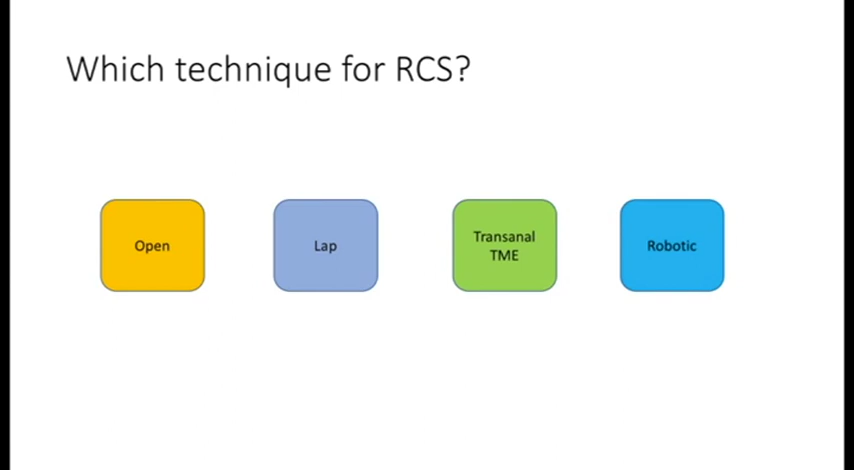 Which technique for RCS?
Open
Lap
Transanal
TME
Robotic